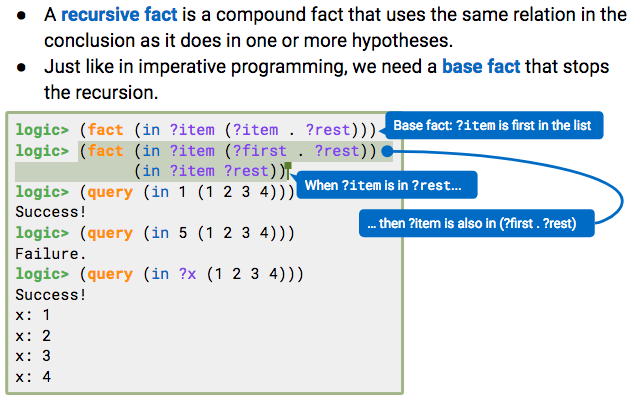 ● A recursive fact is a compound fact that uses the same relation in the
conclusion as it does in one or more hypotheses.
● Just like in imperative programming, we need a base fact that stops
the recursion.
logic> (fact (in ?item (?item . ?rest)))
Base fact: ?item is first in the list
logic> (fact (in ?item (?first . ?rest))
(in ?item ?rest))
When ?item is in ?rest...
logic> (query (in 1 (1 2 3 4)))
Success!
... then ?item is also in (?first . ?rest)
logic> (query (in 5 (1 2 3 4)))
Failure.
logic> (query (in ?x (1 2 3 4)))
Success!
x: 1
x: 2
x: 3
x: 4